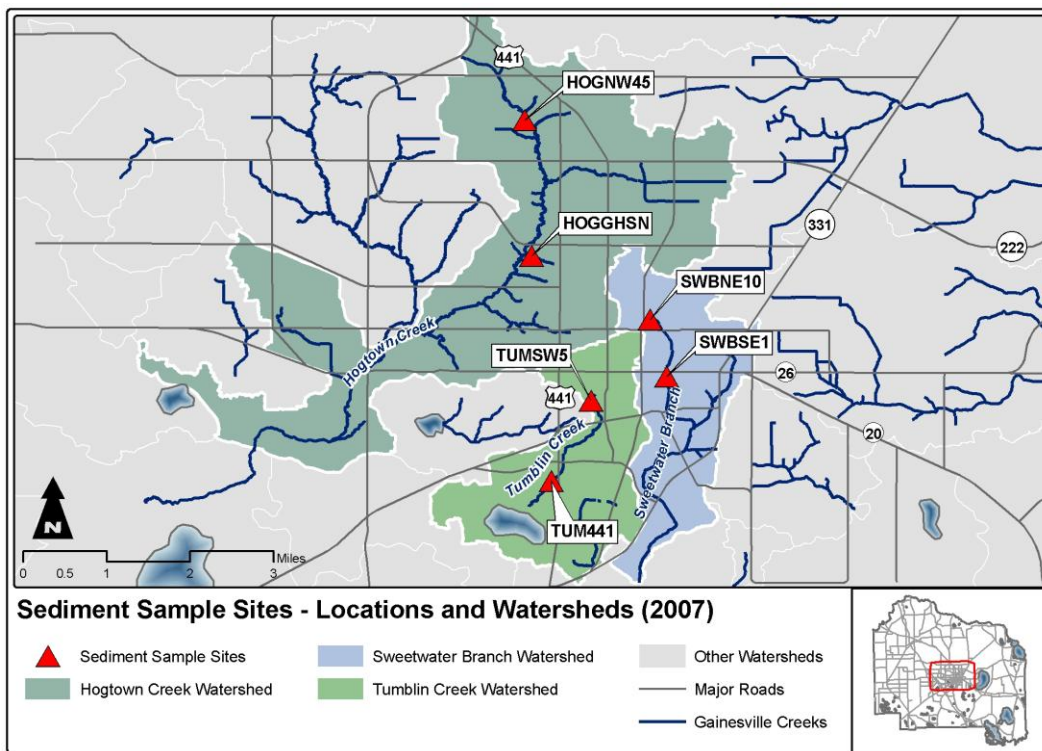 441
HOGNW45
HOGGHSN
331
222
SWBNE10
SWBSE1
TUMSW5
Hogtown Creek
26
441
20
Tumblin Creek
Sweetwater Branch
TUM441
N
Miles
0 0.5 1 2 3
Sediment Sample Sites - Locations and Watersheds (2007)
Sediment Sample Sites
Sweetwater Branch Watershed
Other Watersheds
Hogtown Creek Watershed
Tumblin Creek Watershed
Major Roads
Gainesville Creeks